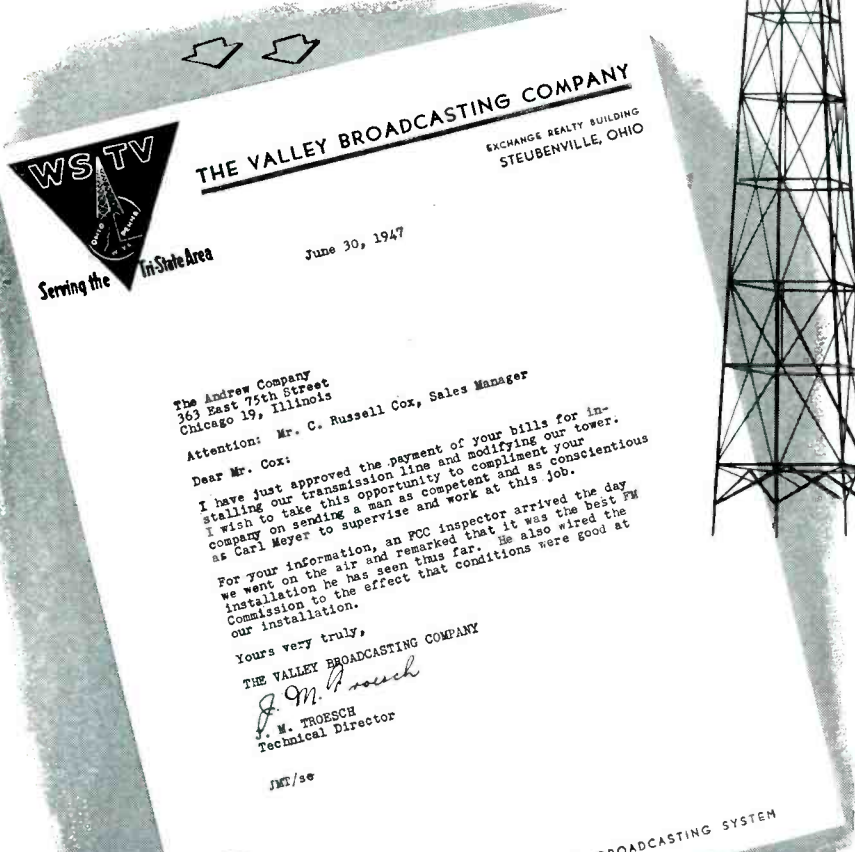 WSTV
OHIO PENNA
W. VA.
Serving the Tri-State Area
THE VALLEY BROADCASTING COMPANY
EXCHANGE REALTY BUILDING
STEUBENVILLE, OHIO
June 30, 1947
The Andrew Company
363 East 75th Street
Chicago 19, Illinois
Attention: Mr. C. Russell Cox, Sales Manager
Dear Mr. Cox:
I have just approved the payment of your bills for in-
stalling our transmission line and modifying our tower.
I wish to take this opportunity to compliment your
company on sending a man as competent and as conscientious
as Carl Meyer to supervise and work at this job.
For your information, an FCC inspector arrived the day
we went on the air and remarked that it was the best FM
installation he has seen thus far. He also wired the
Commission to the effect that conditions were good at
our installation.
Yours very truly,
THE VALLEY BROADCASTING COMPANY
J. M. Troesch
J. M. TROESCH
Technical Director
JMT/se
BROADCASTING SYSTEM